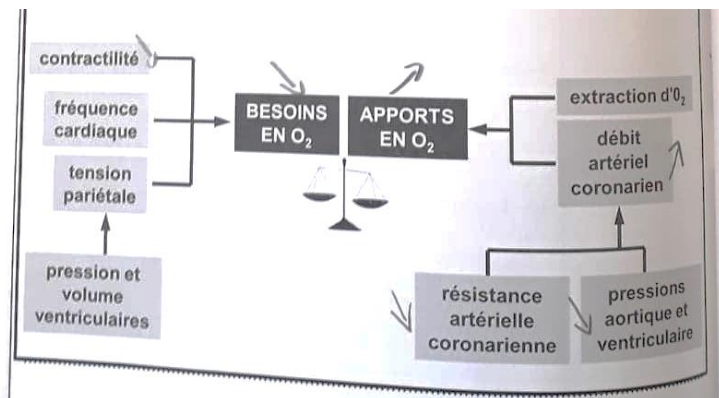 contractilité
fréquence
cardiaque
tension
pariétale
pression et
volume
ventriculaires
BESOINS
EN O₂
APPORTS
EN O₂
extraction d'O₂
débit
artériel
coronarien
résistance
artérielle
coronarienne
pressions
aortique et
ventriculaire